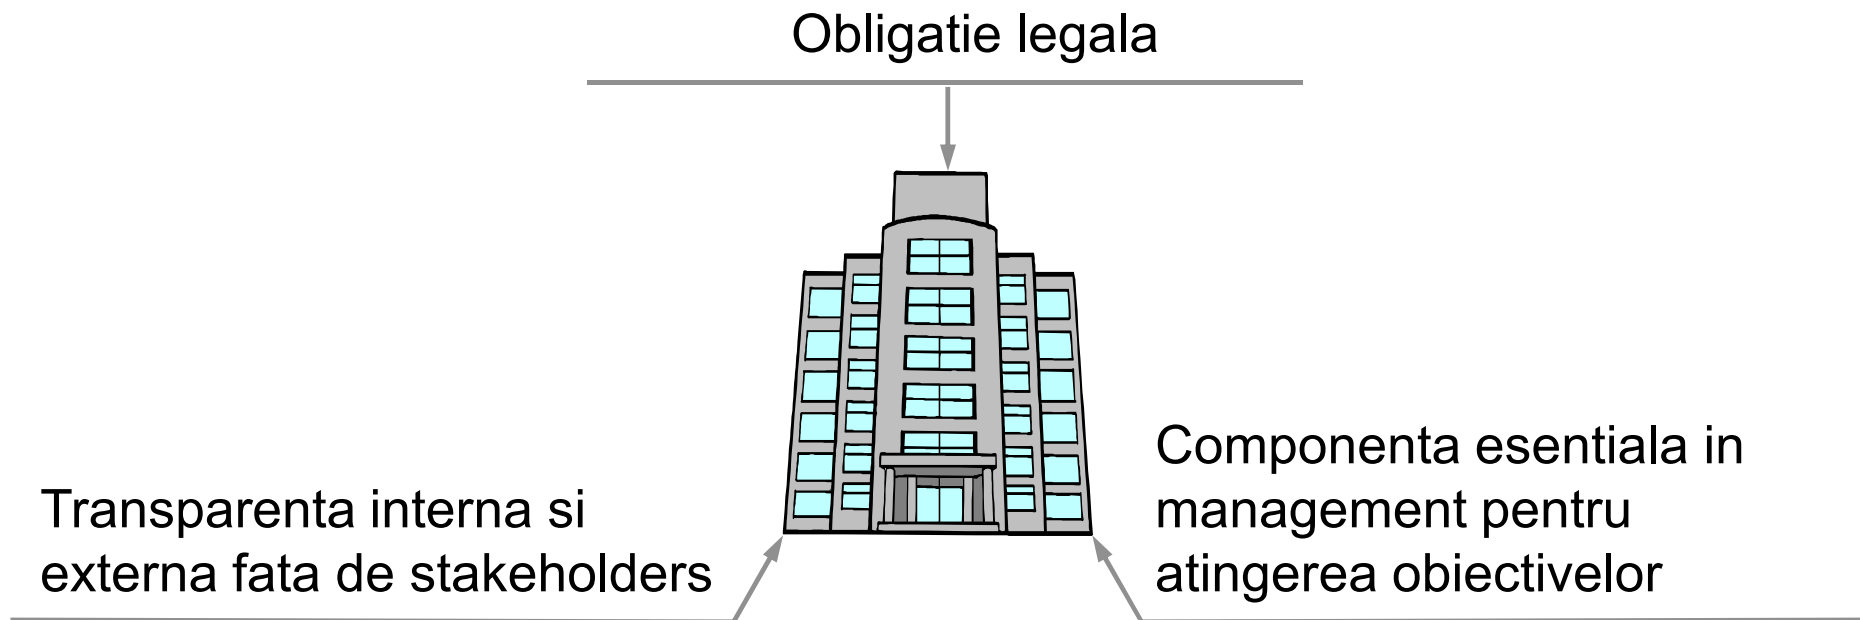 Obligatie legala
Transparenta interna si
externa fata de stakeholders
Componenta esentiala in
management pentru
atingerea obiectivelor